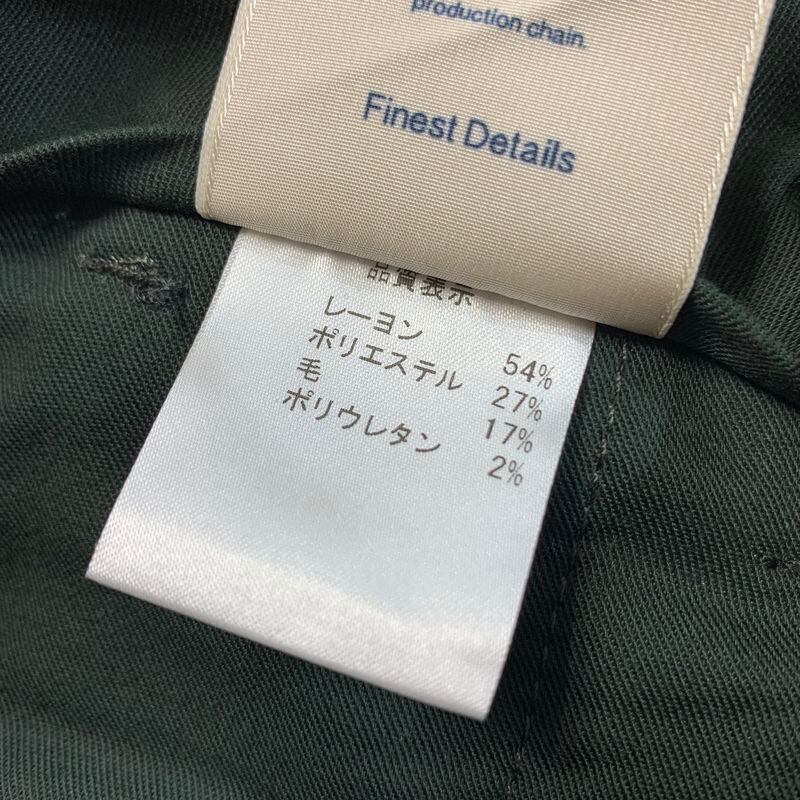 production chain.
Finest Details
品質表示
レーヨン 54%
ポリエステル 27%
毛 17%
ポリウレタン 2%